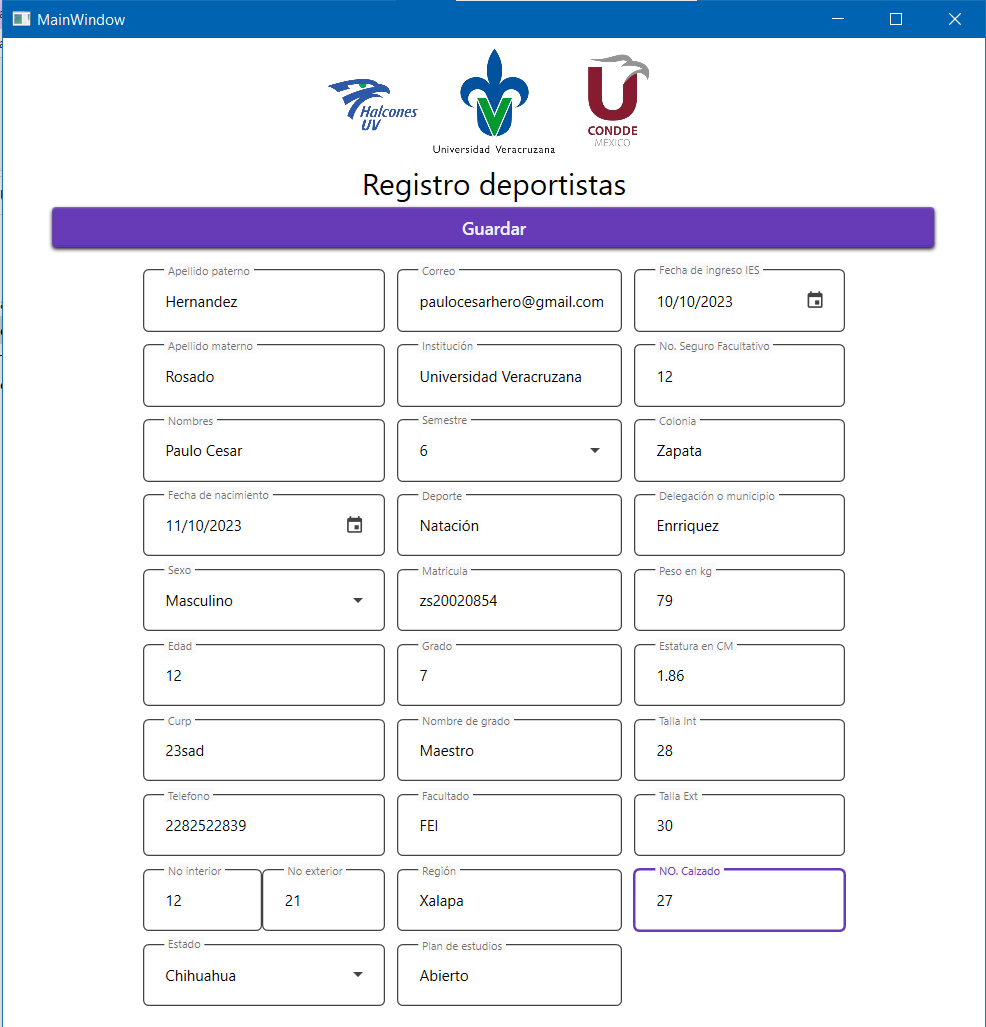 MainWindow
Halcones
UV
Universidad Veracruzana
U
CONDDE
MÉXICO
Registro deportistas
Guardar
Apellido paterno
Hernandez
Correo
paulocesarhero@gmail.com
Fecha de ingreso IES
10/10/2023
Apellido materno
Rosado
Institución
Universidad Veracruzana
No. Seguro Facultativo
12
Nombres
Paulo Cesar
Semestre
6
Colonia
Zapata
Fecha de nacimiento
11/10/2023
Deporte
Natación
Delegación o municipio
Enrriquez
Sexo
Masculino
Matricula
zs20020854
Peso en kg
79
Edad
12
Grado
7
Estatura en CM
1.86
Curp
23sad
Nombre de grado
Maestro
Talla Int
28
Telefono
2282522839
Facultado
FEI
Talla Ext
30
No interior
12
No exterior
21
Región
Xalapa
NO. Calzado
27
Estado
Chihuahua
Plan de estudios
Abierto